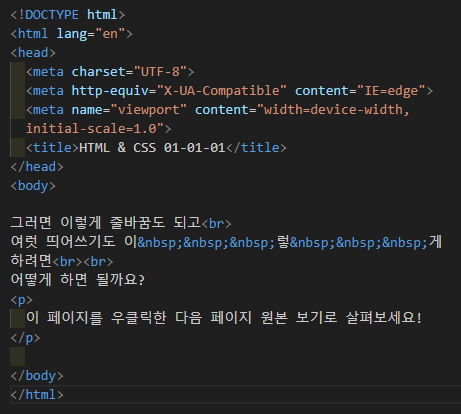 <!DOCTYPE html>
<html lang="en">
<head>
  <meta charset="UTF-8">
  <meta http-equiv="X-UA-Compatible" content="IE=edge">
  <meta name="viewport" content="width=device-width,
  initial-scale=1.0">
  <title>HTML & CSS 01-01-01</title>
</head>
<body>

그러면 이렇게 줄바꿈도 되고<br>
여럿 띄어쓰기도 이&nbsp;&nbsp;&nbsp;렇&nbsp;&nbsp;&nbsp;게
하려면<br><br>
어떻게 하면 될까요?
<p>
  이 페이지를 우클릭한 다음 페이지 원본 보기로 살펴보세요!
</p>

</body>
</html>